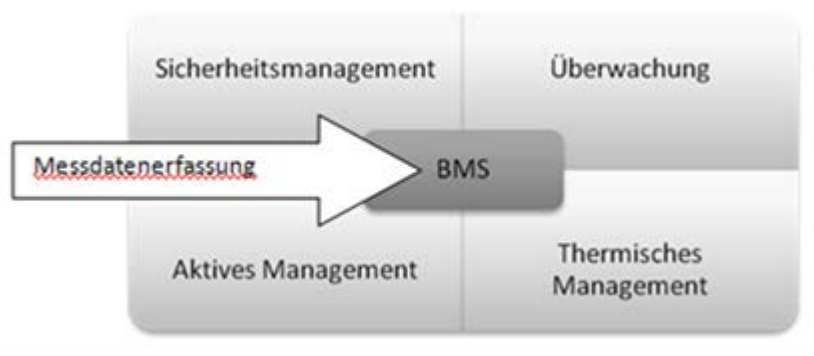 Sicherheitsmanagement
Überwachung
Messdatenerfassung
BMS
Aktives Management
Thermisches
Management